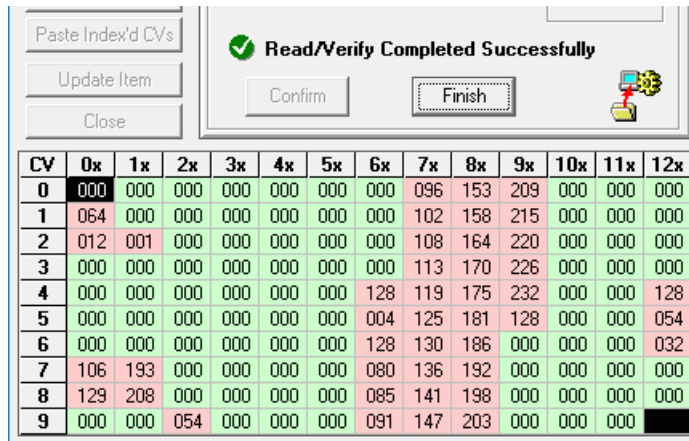 Paste Index'd CVs
Read/Verify Completed Successfully
Update Item
Confirm
Finish
Close
CV 0x 1x 2x 3x 4x 5x 6x 7x 8x 9x 10x 11x 12x
0 000 000 000 000 000 000 000 096 153 209 000 000 000
1 064 000 000 000 000 000 000 102 158 215 000 000 000
2 012 001 000 000 000 000 000 108 164 220 000 000 000
3 000 000 000 000 000 000 000 113 170 226 000 000 000
4 000 000 000 000 000 000 128 119 175 232 000 000 128
5 000 000 000 000 000 000 004 125 181 128 000 000 054
6 000 000 000 000 000 000 128 130 186 000 000 000 032
7 106 193 000 000 000 000 080 136 192 000 000 000 000
8 129 208 000 000 000 000 085 141 198 000 000 000 000
9 000 000 054 000 000 000 091 147 203 000 000 000